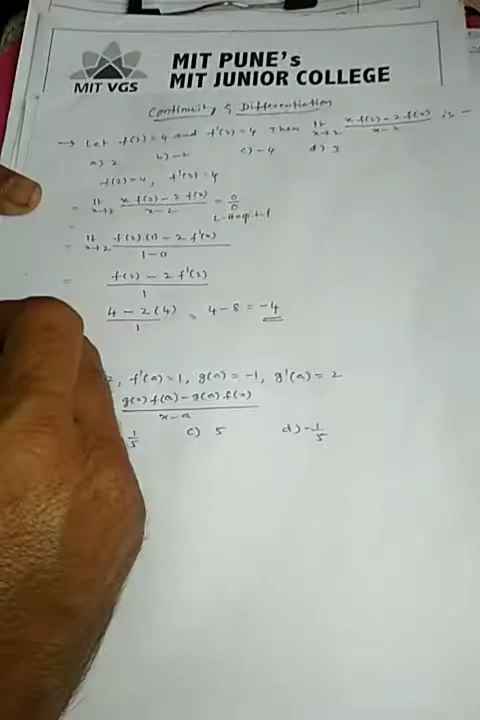 MIT PUNE's
MIT JUNIOR COLLEGE
MIT VGS
Continuity & Differentiation
→ Let f(2) = 4 and f'(2) = 4 Then lt x→2 x f(2) - 2 f(x) / x-2 is -
a) 2 b) -2 c) -4 d) 3
f(2) = 4, f'(2) = 4
= lt x→2 x f(2) - 2 f(x) / x-2 = 0/0
L-Hospital
= lt x→2 f(2).(1) - 2 f'(x) / 1-0
= f(2) - 2 f'(2) / 1
4 - 2(4) / 1 = 4 - 8 = -4
2, f'(a) = 1, g(a) = -1, g'(a) = 2
g(x) f(a) - g(a) f(x) / x-a
1/5 c) 5 d) -1/5